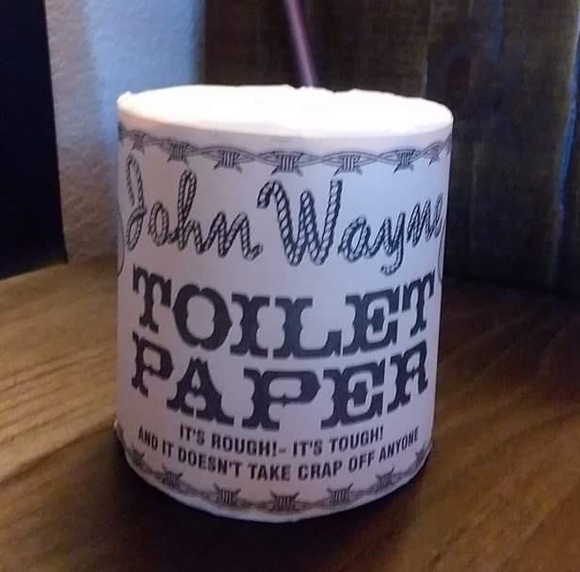 John Wayne
TOILET
PAPER
IT'S ROUGH!- IT'S TOUGH!
AND IT DOESN'T TAKE CRAP OFF ANYONE